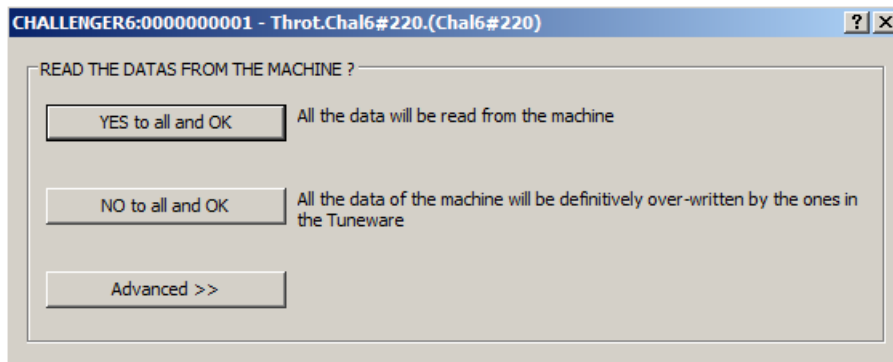 CHALLENGER6:0000000001 - Throt.Chal6#220.(Chal6#220)
READ THE DATAS FROM THE MACHINE ?
YES to all and OK
All the data will be read from the machine
NO to all and OK
All the data of the machine will be definitively over-written by the ones in
the Tuneware
Advanced >>